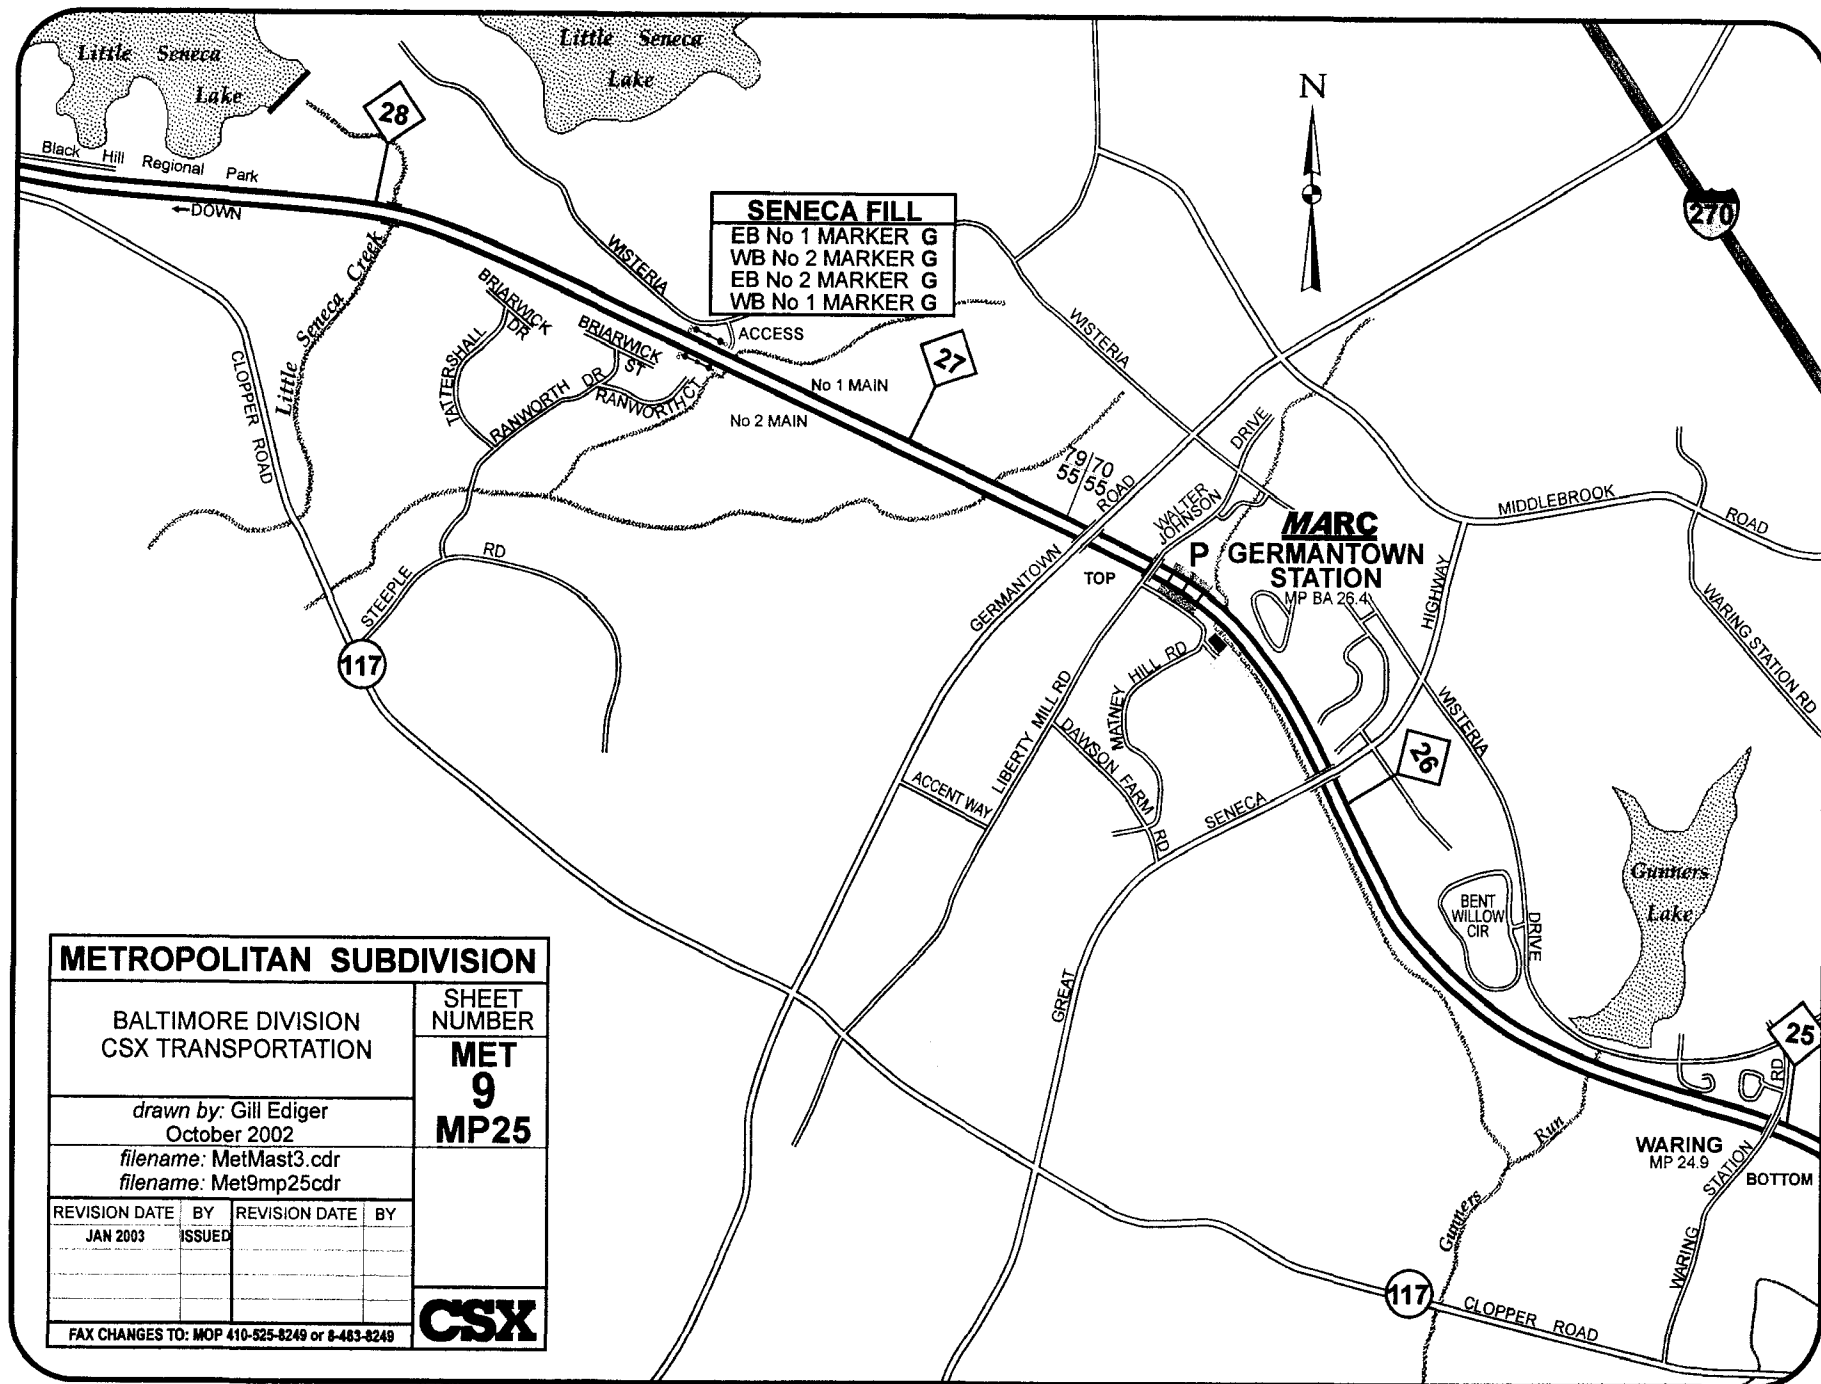 Little Seneca
Lake
Little Seneca
Lake
28
N
270
Black Hill Regional Park
←DOWN
SENECA FILL
EB No 1 MARKER G
WB No 2 MARKER G
EB No 2 MARKER G
WB No 1 MARKER G
WISTERIA
ACCESS
Little Seneca Creek
BRIARWICK
DR
BRIARWICK
ST
TATTERSHALL
RANWORTH DR
RANWORTH CT
CLOPPER ROAD
27
No 1 MAIN
No 2 MAIN
WISTERIA
79|70
55|55
GERMANTOWN ROAD
WALTER
JOHNSON
DRIVE
MARC
GERMANTOWN
STATION
MP BA 26.4
P
TOP
MIDDLEBROOK ROAD
WARING STATION RD
STEEPLE RD
117
MATNEY HILL RD
LIBERTY MILL RD
DAWSON FARM RD
ACCENT WAY
GREAT SENECA HIGHWAY
26
WISTERIA DRIVE
BENT
WILLOW
CIR
Gunners
Lake
25
WARING
MP 24.9
BOTTOM
WARING STATION RD
Gunners Run
117
CLOPPER ROAD
METROPOLITAN SUBDIVISION
BALTIMORE DIVISION
CSX TRANSPORTATION
SHEET
NUMBER
MET
9
MP25
drawn by: Gill Ediger
October 2002
filename: MetMast3.cdr
filename: Met9mp25cdr
REVISION DATE BY REVISION DATE BY
JAN 2003 ISSUED
FAX CHANGES TO: MOP 410-525-8249 or 8-483-8249
CSX